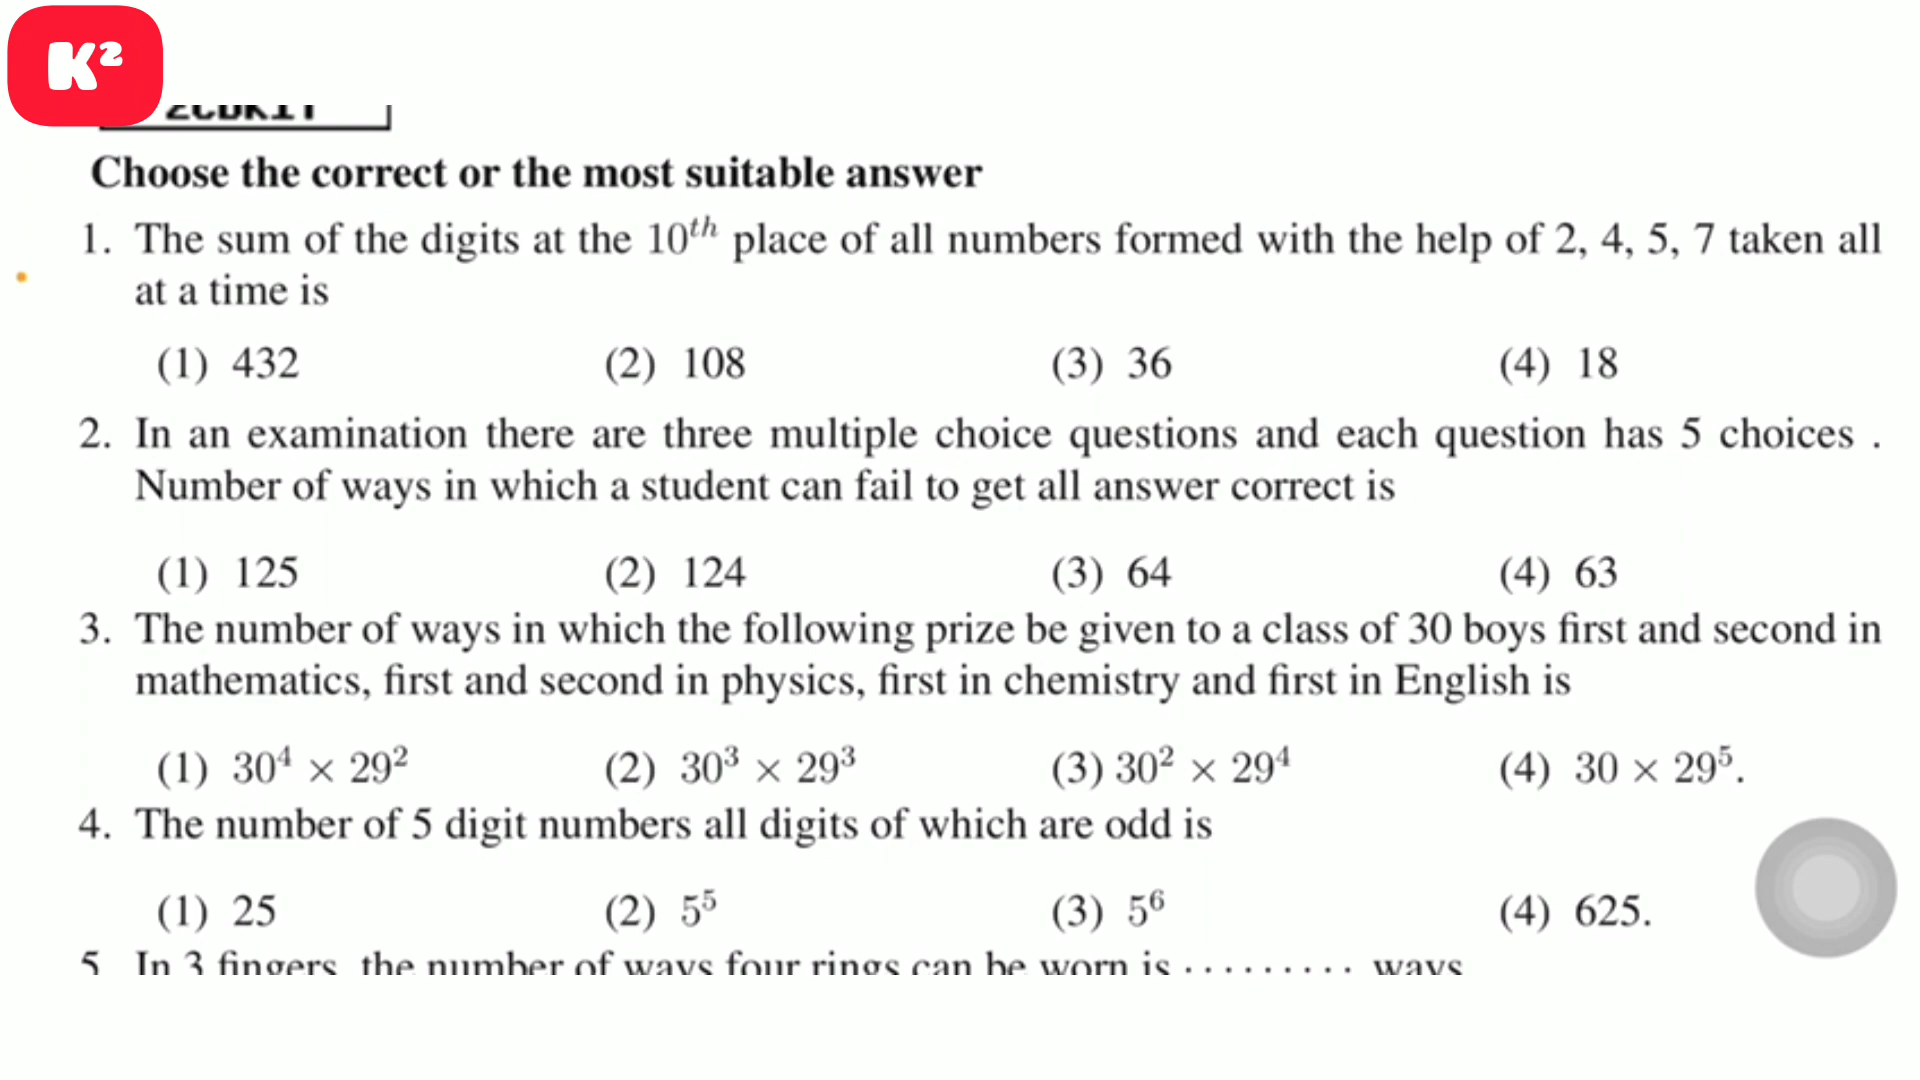 K²
Choose the correct or the most suitable answer
1. The sum of the digits at the 10ᵗʰ place of all numbers formed with the help of 2, 4, 5, 7 taken all
at a time is
(1) 432 (2) 108 (3) 36 (4) 18
2. In an examination there are three multiple choice questions and each question has 5 choices .
Number of ways in which a student can fail to get all answer correct is
(1) 125 (2) 124 (3) 64 (4) 63
3. The number of ways in which the following prize be given to a class of 30 boys first and second in
mathematics, first and second in physics, first in chemistry and first in English is
(1) 30⁴ × 29² (2) 30³ × 29³ (3) 30² × 29⁴ (4) 30 × 29⁵.
4. The number of 5 digit numbers all digits of which are odd is
(1) 25 (2) 5⁵ (3) 5⁶ (4) 625.
5 In 3 fingers the number of ways four rings can be worn is ········· ways